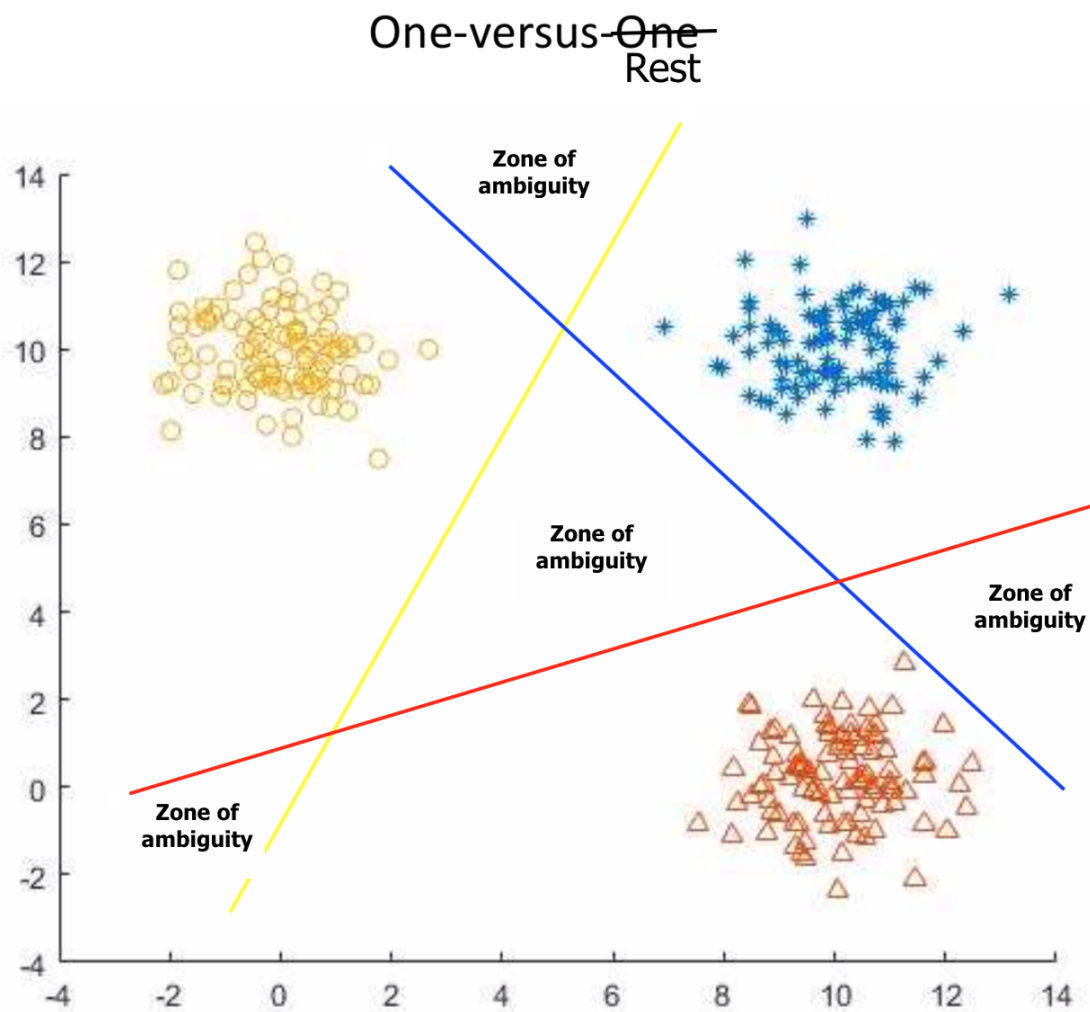 One-versus-One
Rest
Zone of
ambiguity
14
12
10
8
6
Zone of
ambiguity
4
Zone of
ambiguity
2
0
Zone of
ambiguity
-2
-4
-4 -2 0 2 4 6 8 10 12 14